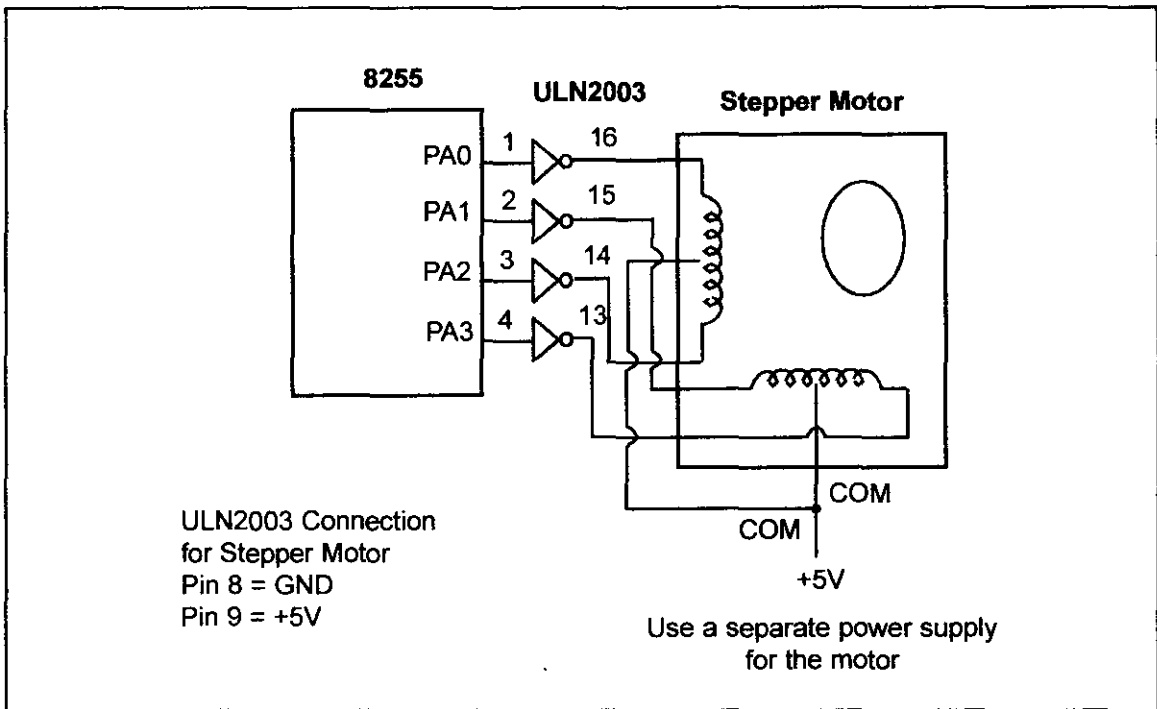 8255
ULN2003
Stepper Motor
PA0 1 16
PA1 2 15
PA2 3 14
PA3 4 13
COM
COM
+5V
ULN2003 Connection
for Stepper Motor
Pin 8 = GND
Pin 9 = +5V
Use a separate power supply
for the motor